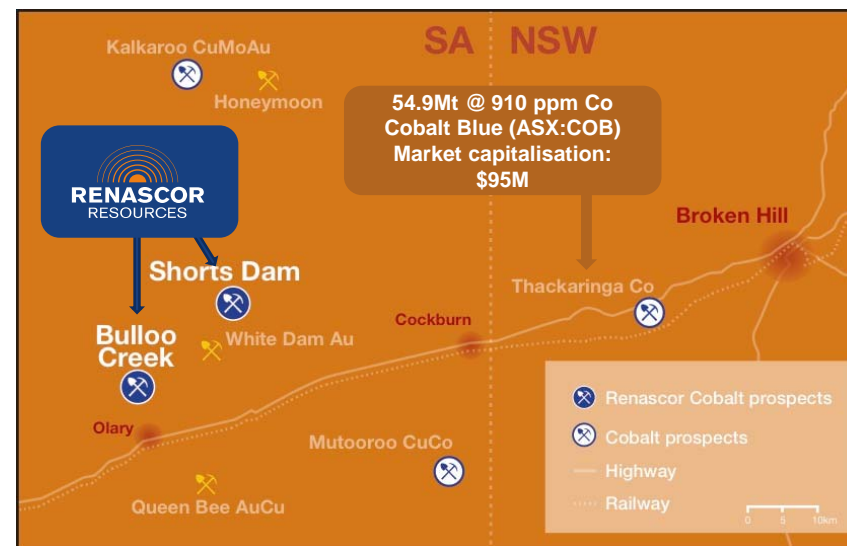 Kalkaroo CuMoAu
SA
NSW
Honeymoon
54.9Mt @ 910 ppm Co
Cobalt Blue (ASX:COB)
Market capitalisation:
$95M
RENASCOR
RESOURCES
Broken Hill
Shorts Dam
Thackaringa Co
Cockburn
Bulloo
Creek
White Dam Au
Olary
Mutooroo CuCo
Queen Bee AuCu
Renascor Cobalt prospects
Cobalt prospects
Highway
Railway
0 5 10km